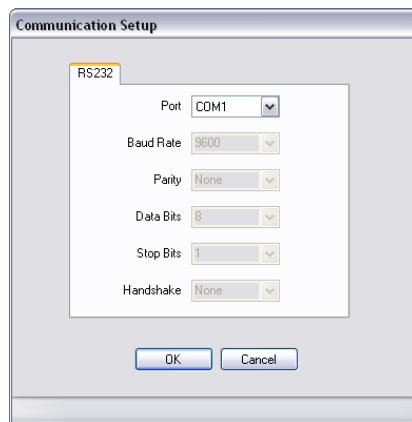 Communication Setup
RS232
Port COM1
Baud Rate 9600
Parity None
Data Bits 8
Stop Bits 1
Handshake None
OK Cancel